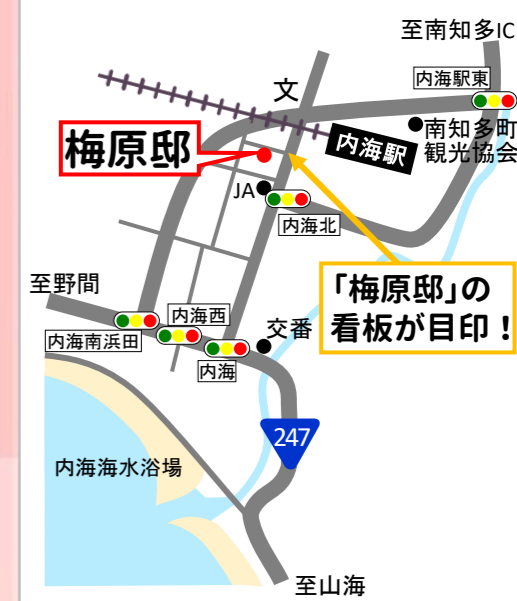 至南知多IC
内海駅東
文
南知多町
観光協会
内海駅
梅原邸
JA
内海北
「梅原邸」の
看板が目印！
至野間
内海西
交番
内海南浜田
内海
247
内海海水浴場
至山海